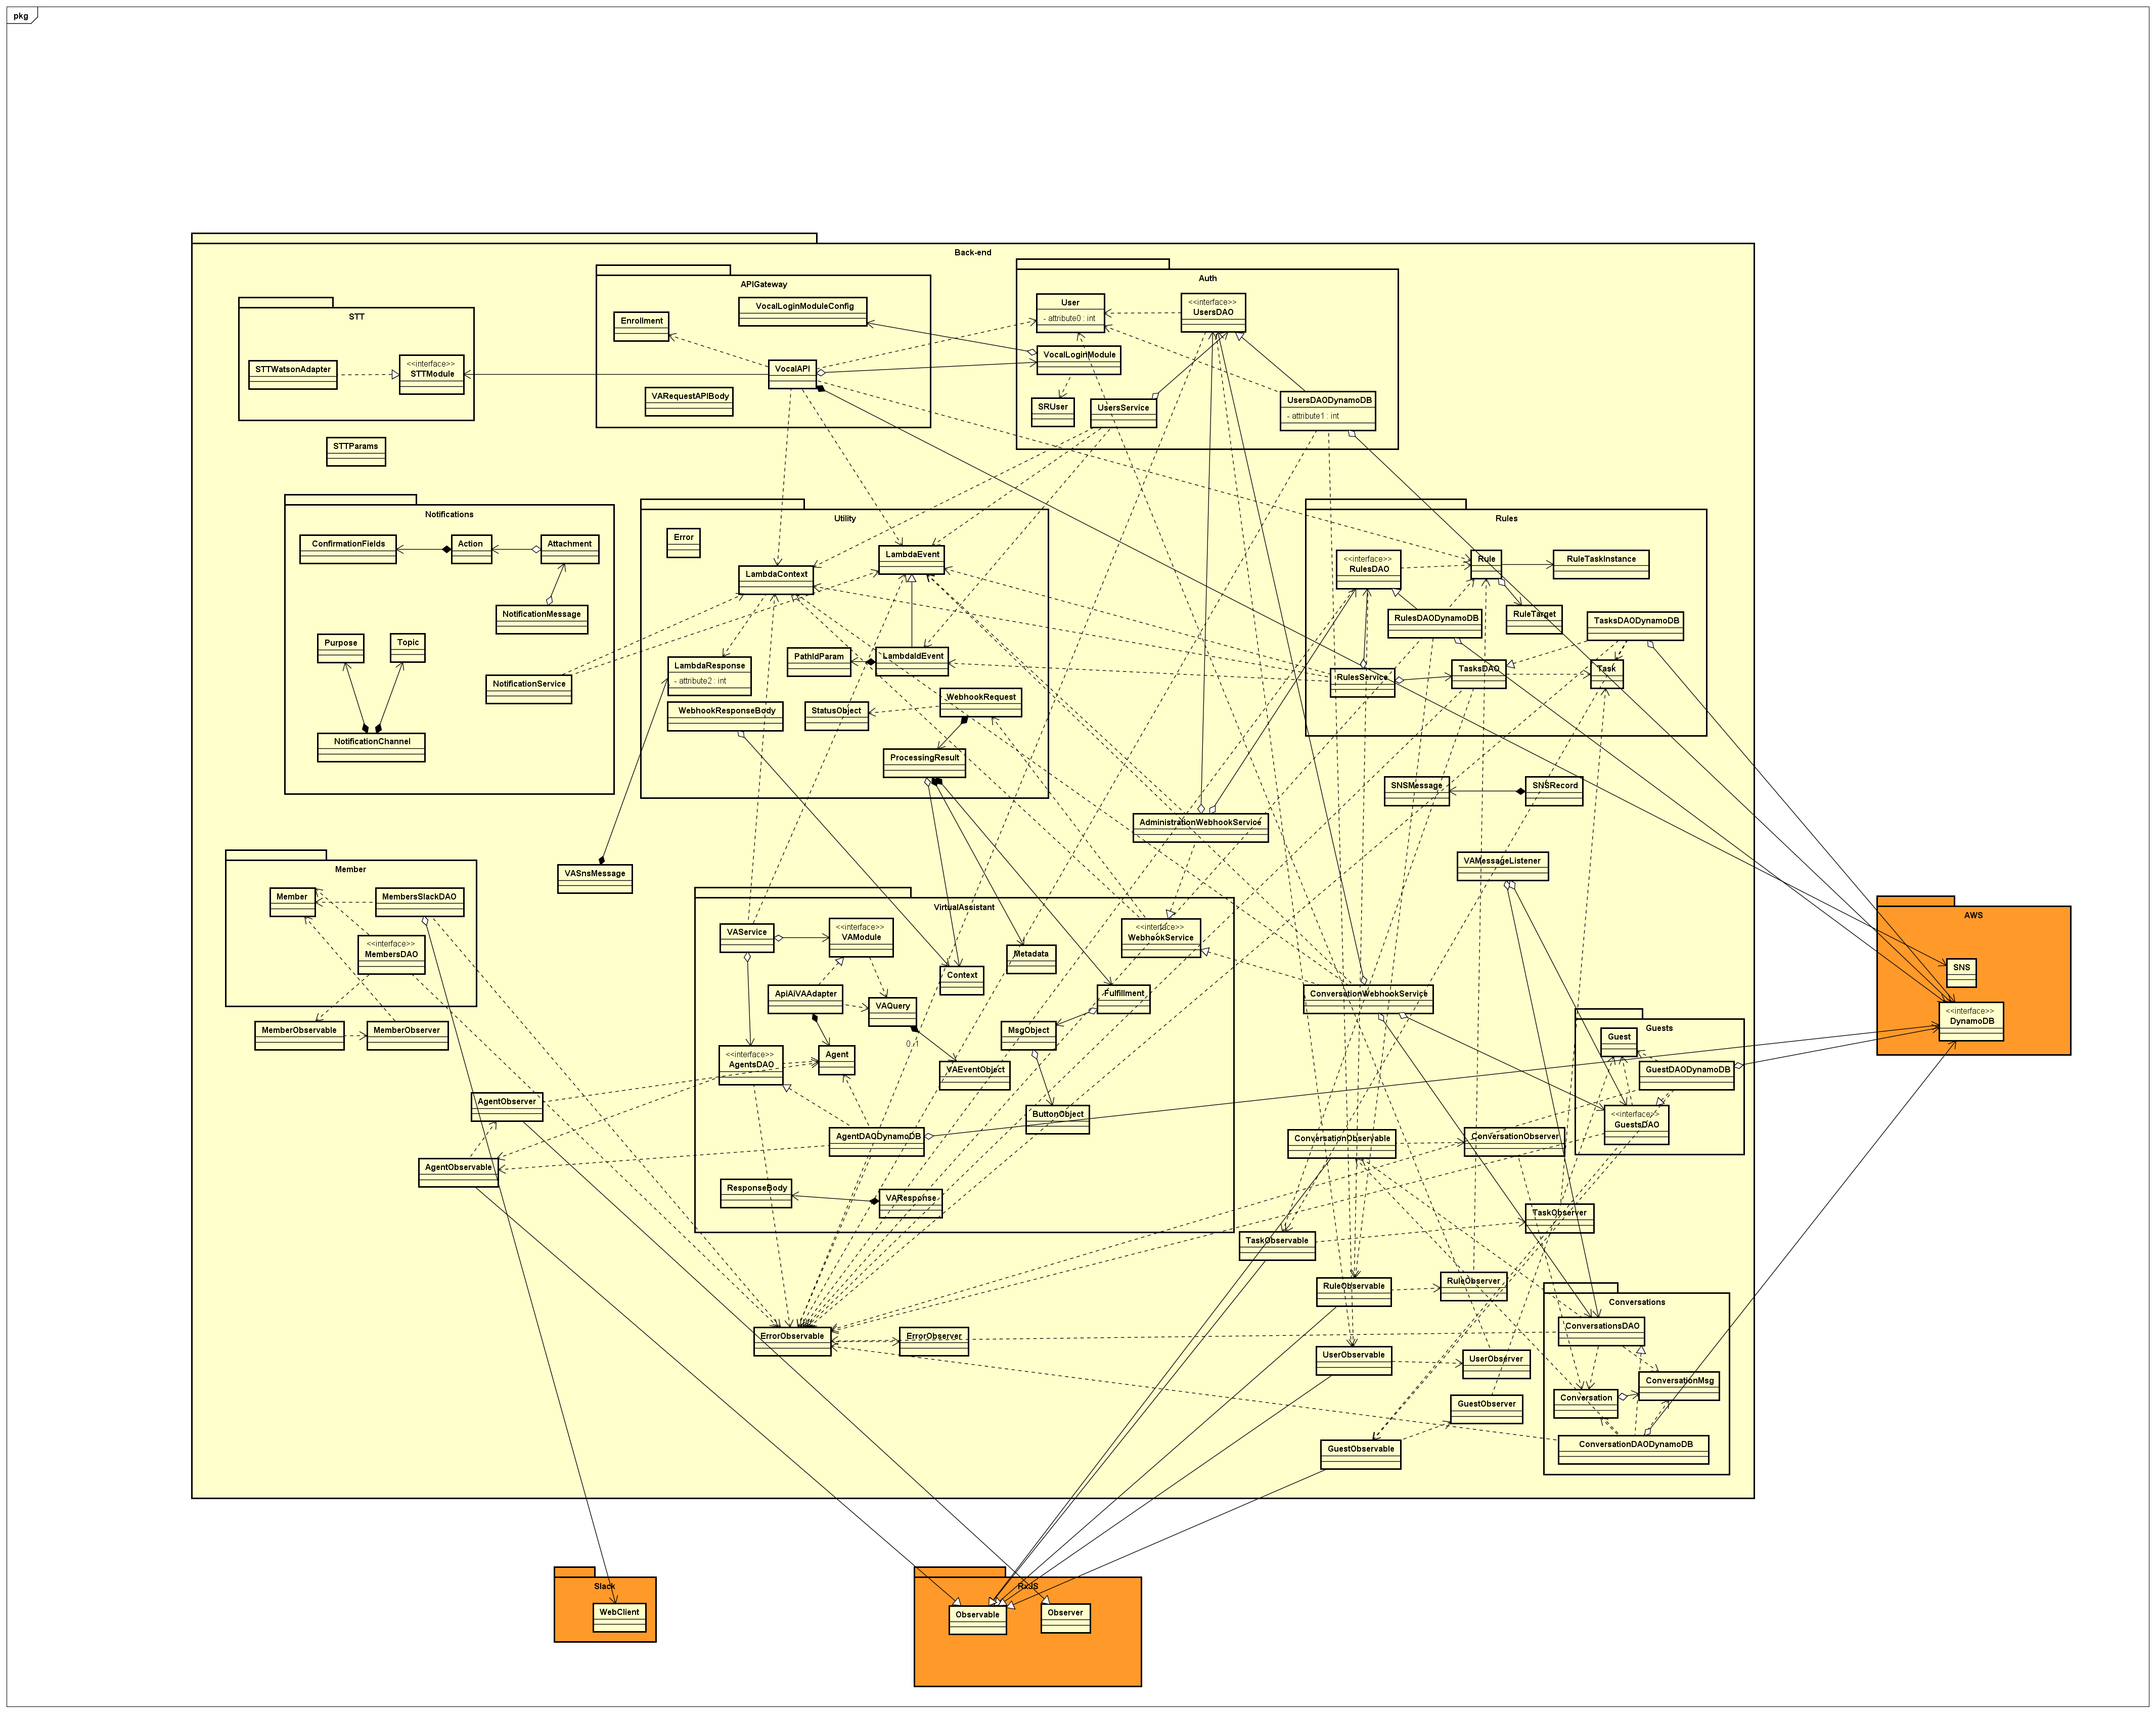 pkg
Back-end
STT
STTWatsonAdapter
<<interface>>
STTModule
STTParams
APIGateway
VocalLoginModuleConfig
Enrollment
VocalAPI
VARequestAPIBody
Auth
User
- attribute0 : int
<<interface>>
UsersDAO
VocalLoginModule
SRUser
UsersService
UsersDAODynamoDB
- attribute1 : int
Notifications
ConfirmationFields
Action
Attachment
NotificationMessage
Purpose
Topic
NotificationService
NotificationChannel
Utility
Error
LambdaEvent
LambdaContext
LambdaResponse
- attribute2 : int
PathIdParam
LambdaIdEvent
WebhookResponseBody
StatusObject
WebhookRequest
ProcessingResult
Rules
<<interface>>
RulesDAO
Rule
RuleTaskInstance
RulesDAODynamoDB
RuleTarget
TasksDAODynamoDB
RulesService
TasksDAO
Task
SNSMessage
SNSRecord
AdministrationWebhookService
VAMessageListener
VASnsMessage
Member
Member
MembersSlackDAO
<<interface>>
MembersDAO
MemberObservable
MemberObserver
VirtualAssistant
VAService
<<interface>>
VAModule
<<interface>>
WebhookService
Context
Metadata
ApiAiVAAdapter
VAQuery
Fulfillment
MsgObject
0..1
<<interface>>
AgentsDAO
Agent
VAEventObject
ButtonObject
AgentDAODynamoDB
ResponseBody
VAResponse
AgentObserver
AgentObservable
ConversationWebhookService
Guests
Guest
GuestDAODynamoDB
<<interface>>
GuestsDAO
ConversationObservable
ConversationObserver
TaskObserver
TaskObservable
RuleObservable
RuleObserver
ErrorObservable
ErrorObserver
UserObservable
UserObserver
GuestObserver
GuestObservable
Conversations
ConversationsDAO
ConversationMsg
Conversation
ConversationDAODynamoDB
AWS
SNS
<<interface>>
DynamoDB
Slack
WebClient
RxJS
Observable
Observer